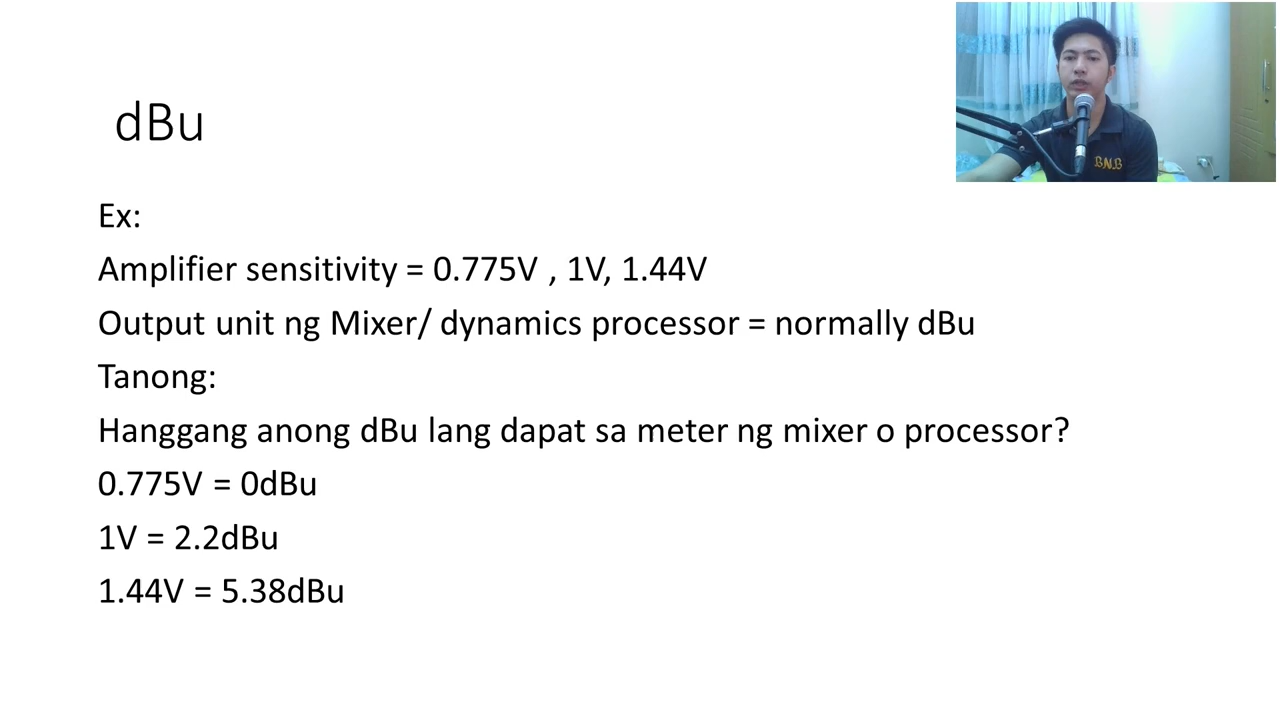 dBu
Ex:
Amplifier sensitivity = 0.775V , 1V, 1.44V
Output unit ng Mixer/ dynamics processor = normally dBu
Tanong:
Hanggang anong dBu lang dapat sa meter ng mixer o processor?
0.775V = 0dBu
1V = 2.2dBu
1.44V = 5.38dBu
BNB